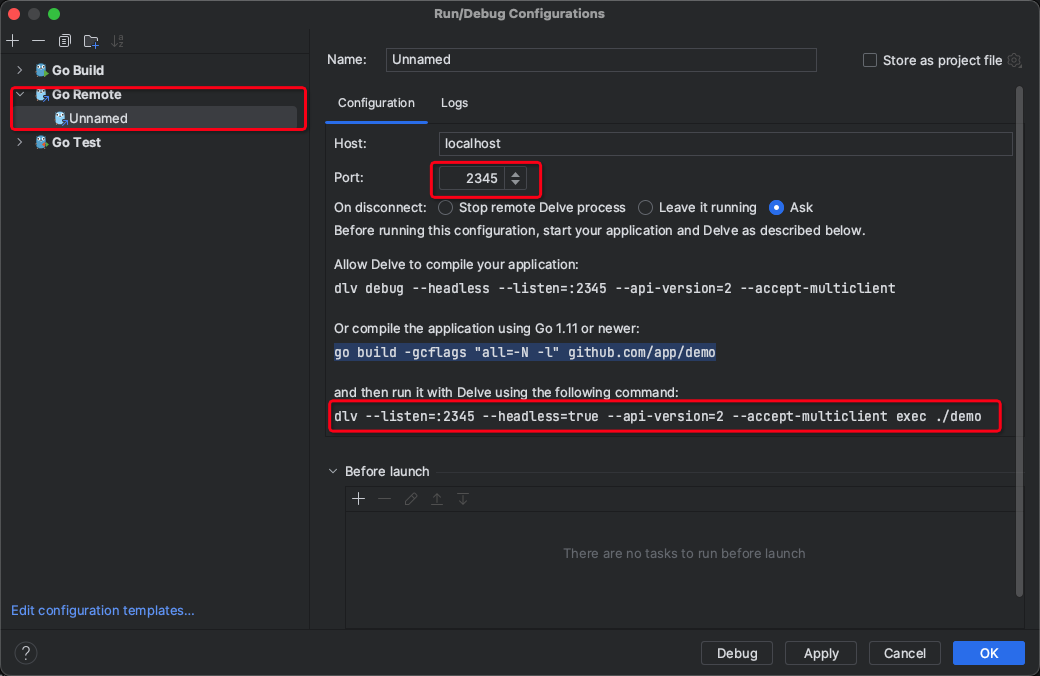 Run/Debug Configurations
Go Build
Go Remote
Unnamed
Go Test
Edit configuration templates...
Name: Unnamed Store as project file
Configuration Logs
Host: localhost
Port: 2345
On disconnect: Stop remote Delve process Leave it running Ask
Before running this configuration, start your application and Delve as described below.
Allow Delve to compile your application:
dlv debug --headless --listen=:2345 --api-version=2 --accept-multiclient
Or compile the application using Go 1.11 or newer:
go build -gcflags "all=-N -l" github.com/app/demo
and then run it with Delve using the following command:
dlv --listen=:2345 --headless=true --api-version=2 --accept-multiclient exec ./demo
Before launch
There are no tasks to run before launch
? Debug Apply Cancel OK